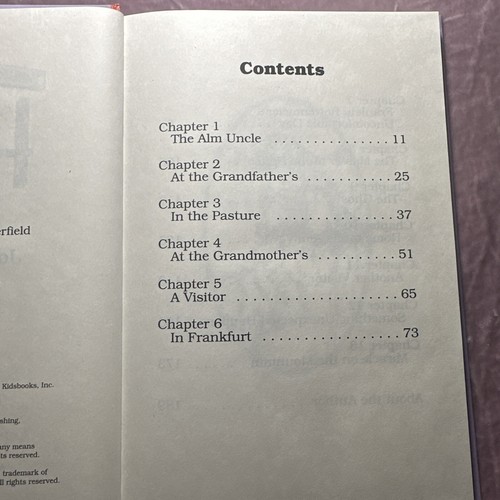 erfield
Kidsbooks, Inc.
shing,
any means
ts reserved.
trademark of
ll rights reserved.
Contents
Chapter 1
The Alm Uncle ............... 11
Chapter 2
At the Grandfather's ........... 25
Chapter 3
In the Pasture ............... 37
Chapter 4
At the Grandmother's .......... 51
Chapter 5
A Visitor ..................... 65
Chapter 6
In Frankfurt .................. 73